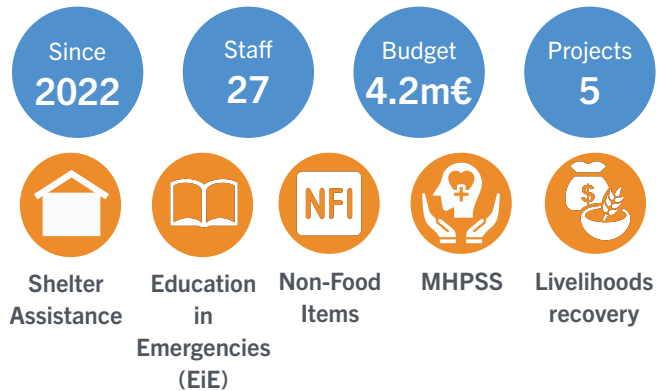 Since
2022
Staff
27
Budget
4.2m€
Projects
5
NFI
$
Shelter
Assistance
Education
in
Emergencies
(EiE)
Non-Food
Items
MHPSS
Livelihoods
recovery